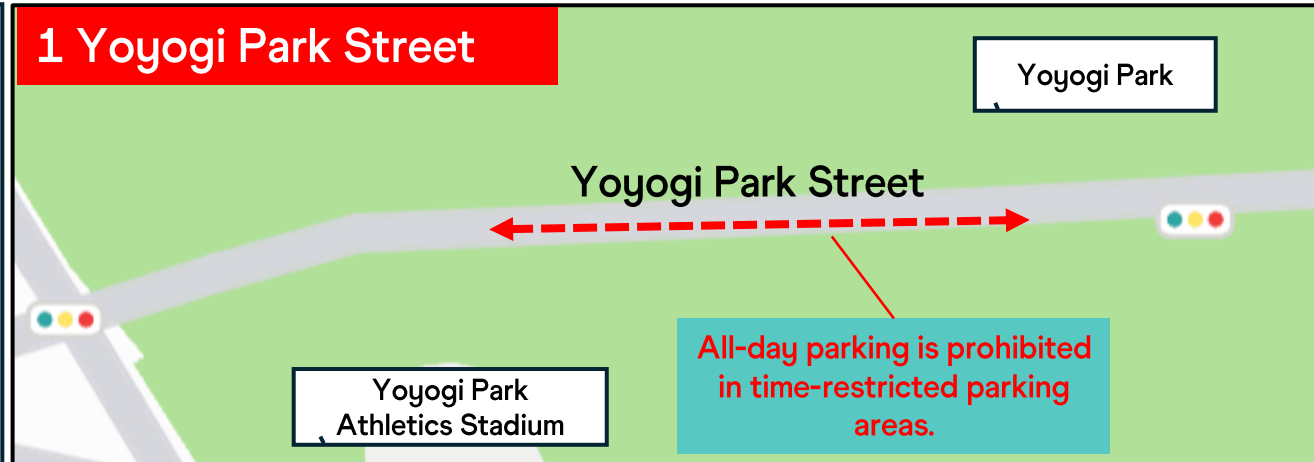 1 Yoyogi Park Street
Yoyogi Park
Yoyogi Park Street
All-day parking is prohibited
in time-restricted parking
areas.
Yoyogi Park
Athletics Stadium